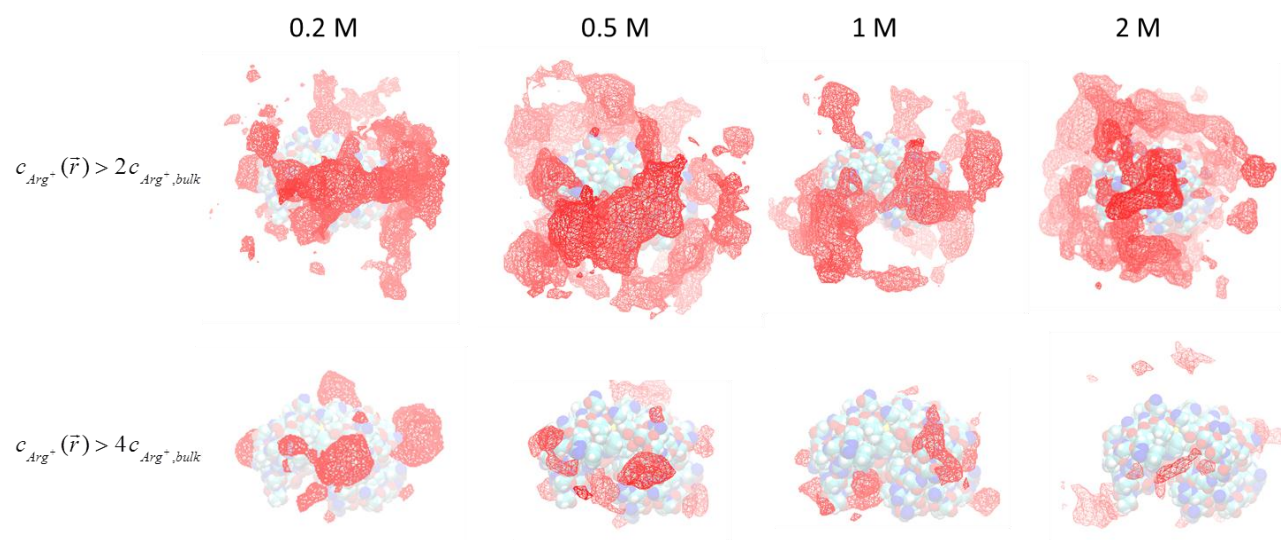 0.2 M 0.5 M 1 M 2 M
c_{Arg^+}(\vec{r}) > 2c_{Arg^+,bulk}
c_{Arg^+}(\vec{r}) > 4c_{Arg^+,bulk}